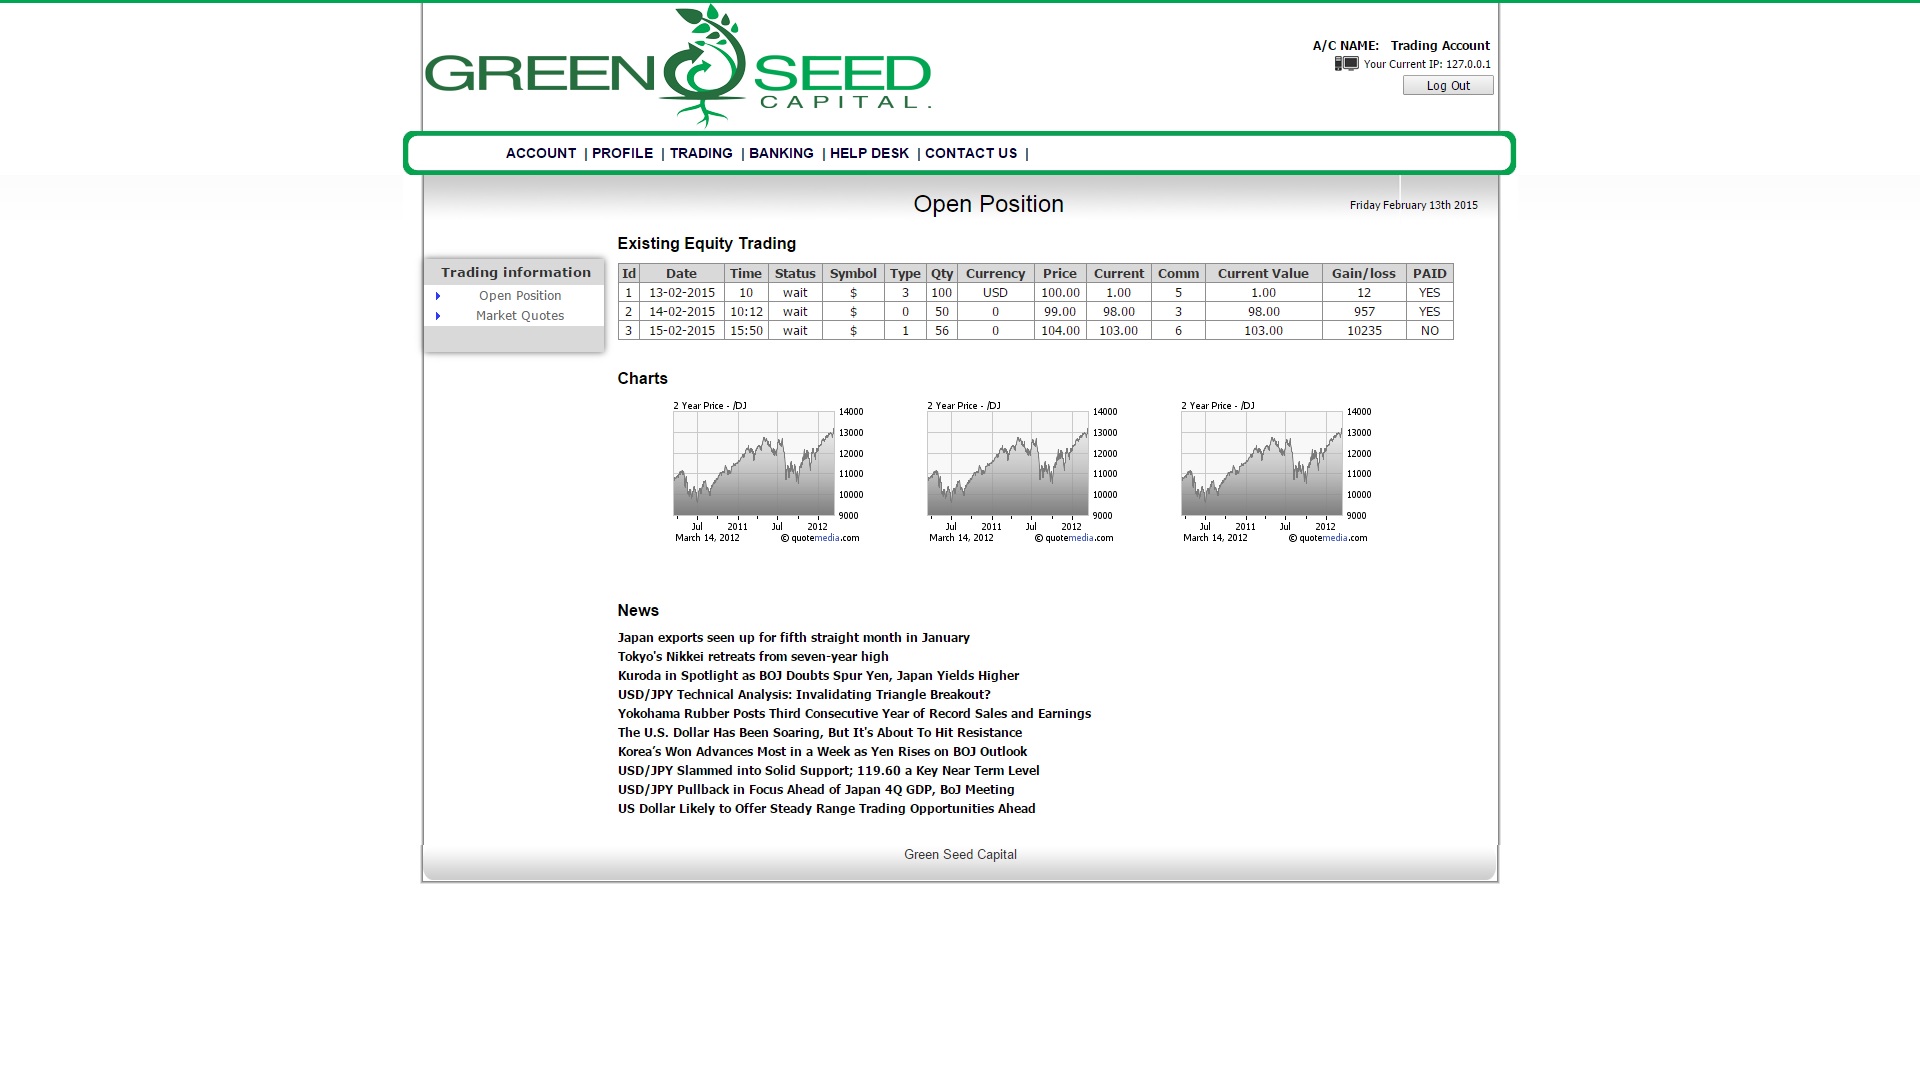 GREEN SEED
CAPITAL.
A/C NAME: Trading Account
Your Current IP: 127.0.0.1
Log Out
ACCOUNT | PROFILE | TRADING | BANKING | HELP DESK | CONTACT US |
Open Position
Friday February 13th 2015
Trading information
Open Position
Market Quotes
Existing Equity Trading
Id Date Time Status Symbol Type Qty Currency Price Current Comm Current Value Gain/loss PAID
1 13-02-2015 10 wait $ 3 100 USD 100.00 1.00 5 1.00 12 YES
2 14-02-2015 10:12 wait $ 0 50 0 99.00 98.00 3 98.00 957 YES
3 15-02-2015 15:50 wait $ 1 56 0 104.00 103.00 6 103.00 10235 NO
Charts
2 Year Price - /DJ
14000
13000
12000
11000
10000
9000
Jul 2011 Jul 2012
March 14, 2012 © quotemedia.com
2 Year Price - /DJ
14000
13000
12000
11000
10000
9000
Jul 2011 Jul 2012
March 14, 2012 © quotemedia.com
2 Year Price - /DJ
14000
13000
12000
11000
10000
9000
Jul 2011 Jul 2012
March 14, 2012 © quotemedia.com
News
Japan exports seen up for fifth straight month in January
Tokyo's Nikkei retreats from seven-year high
Kuroda in Spotlight as BOJ Doubts Spur Yen, Japan Yields Higher
USD/JPY Technical Analysis: Invalidating Triangle Breakout?
Yokohama Rubber Posts Third Consecutive Year of Record Sales and Earnings
The U.S. Dollar Has Been Soaring, But It's About To Hit Resistance
Korea’s Won Advances Most in a Week as Yen Rises on BOJ Outlook
USD/JPY Slammed into Solid Support; 119.60 a Key Near Term Level
USD/JPY Pullback in Focus Ahead of Japan 4Q GDP, BoJ Meeting
US Dollar Likely to Offer Steady Range Trading Opportunities Ahead
Green Seed Capital